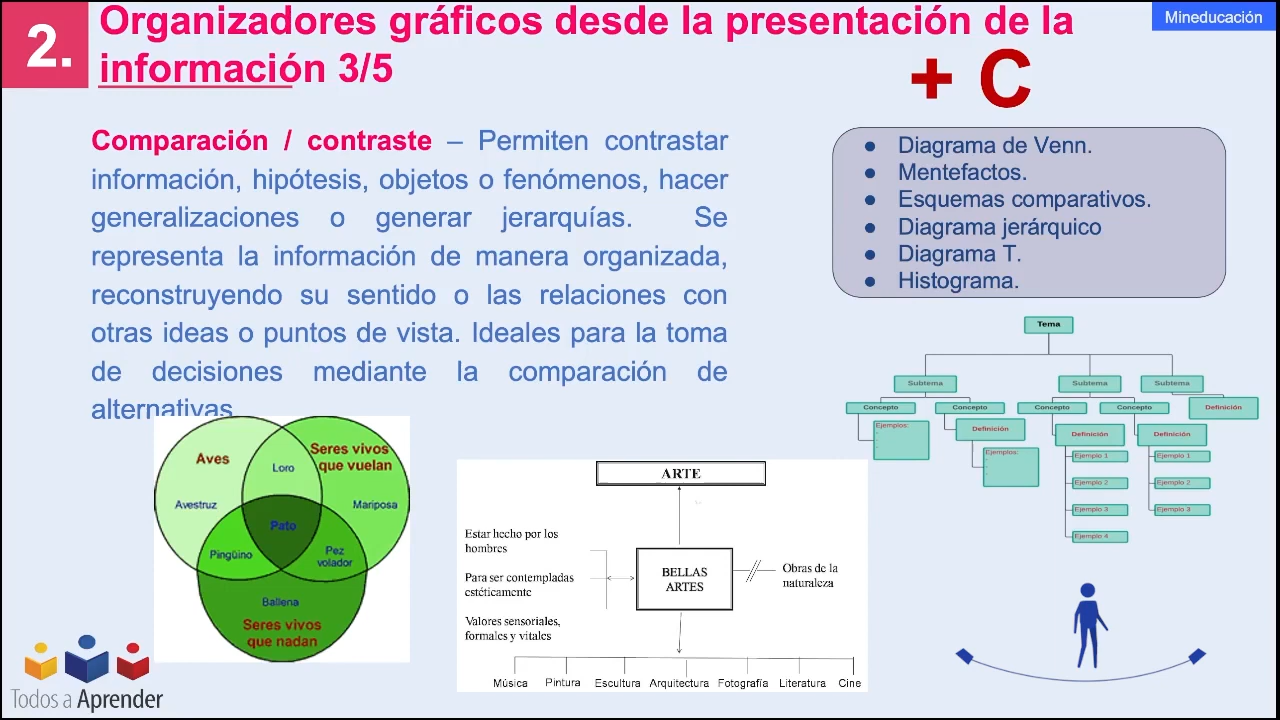 2.
Organizadores gráficos desde la presentación de la
información 3/5
Mineducación
+ C
Comparación / contraste – Permiten contrastar
información, hipótesis, objetos o fenómenos, hacer
generalizaciones o generar jerarquías. Se
representa la información de manera organizada,
reconstruyendo su sentido o las relaciones con
otras ideas o puntos de vista. Ideales para la toma
de decisiones mediante la comparación de
alternativas
● Diagrama de Venn.
● Mentefactos.
● Esquemas comparativos.
● Diagrama jerárquico
● Diagrama T.
● Histograma.
Aves
Seres vivos
que vuelan
Loro
Avestruz
Mariposa
Pato
Pingüino
Pez
volador
Ballena
Seres vivos
que nadan
ARTE
Estar hecho por los
hombres
Para ser contempladas
estéticamente
Valores sensoriales,
formales y vitales
BELLAS
ARTES
Obras de la
naturaleza
Música Pintura Escultura Arquitectura Fotografía Literatura Cine
Tema
Subtema Subtema Subtema
Concepto Concepto Concepto Concepto Definición
Ejemplos:
Definición
Ejemplos:
Definición
Ejemplo 1
Ejemplo 2
Ejemplo 3
Ejemplo 4
Definición
Ejemplo 1
Ejemplo 2
Ejemplo 3
Todos a Aprender